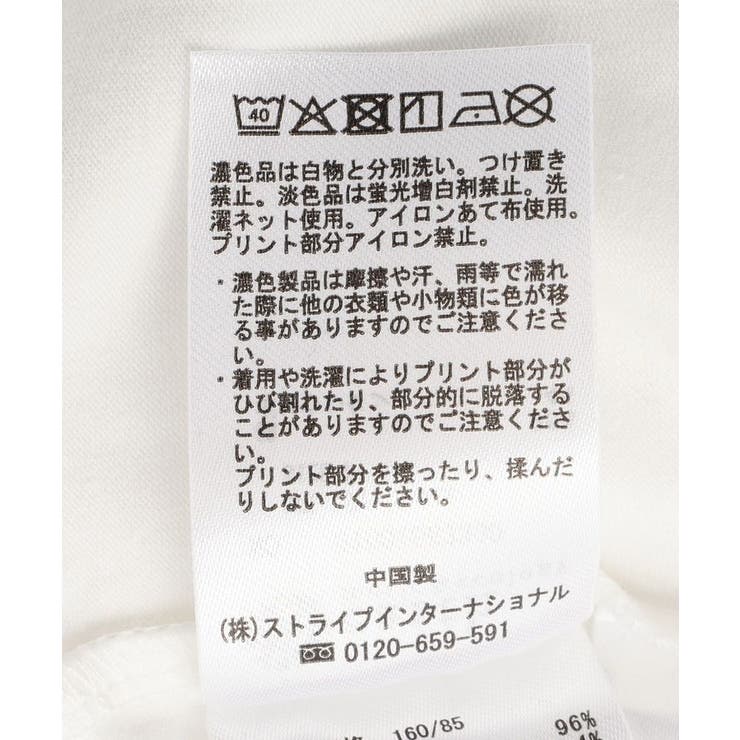 40
濃色品は白物と分別洗い。つけ置き
禁止。淡色品は蛍光増白剤禁止。洗
濯ネット使用。アイロンあて布使用。
プリント部分アイロン禁止。
・濃色製品は摩擦や汗、雨等で濡れ
た際に他の衣類や小物類に色が移
る事がありますのでご注意くださ
い。
・着用や洗濯によりプリント部分が
ひび割れたり、部分的に脱落する
ことがありますのでご注意くださ
い。
プリント部分を擦ったり、揉んだ
りしないでください。
中国製
(株)ストライプインターナショナル
0120-659-591
160/85
96%